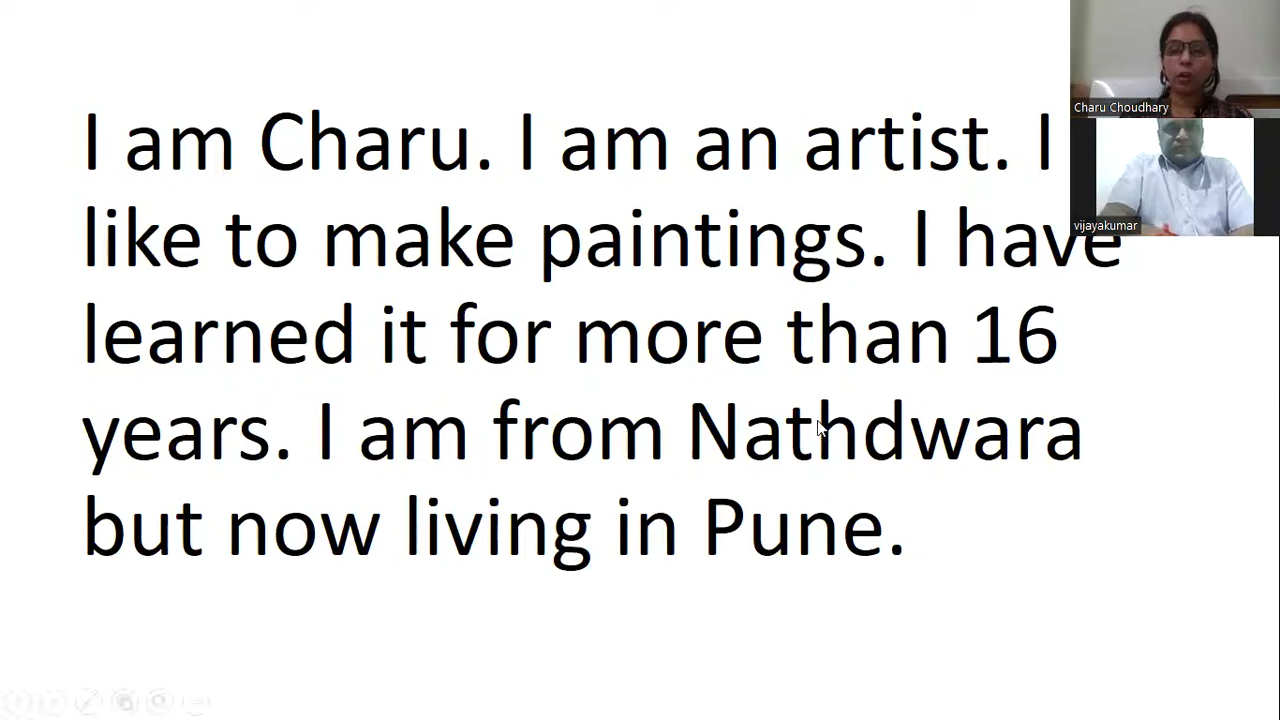 I am Charu. I am an artist. I
like to make paintings. I have
learned it for more than 16
years. I am from Nathdwara
but now living in Pune.
Charu Choudhary
vijayakumar